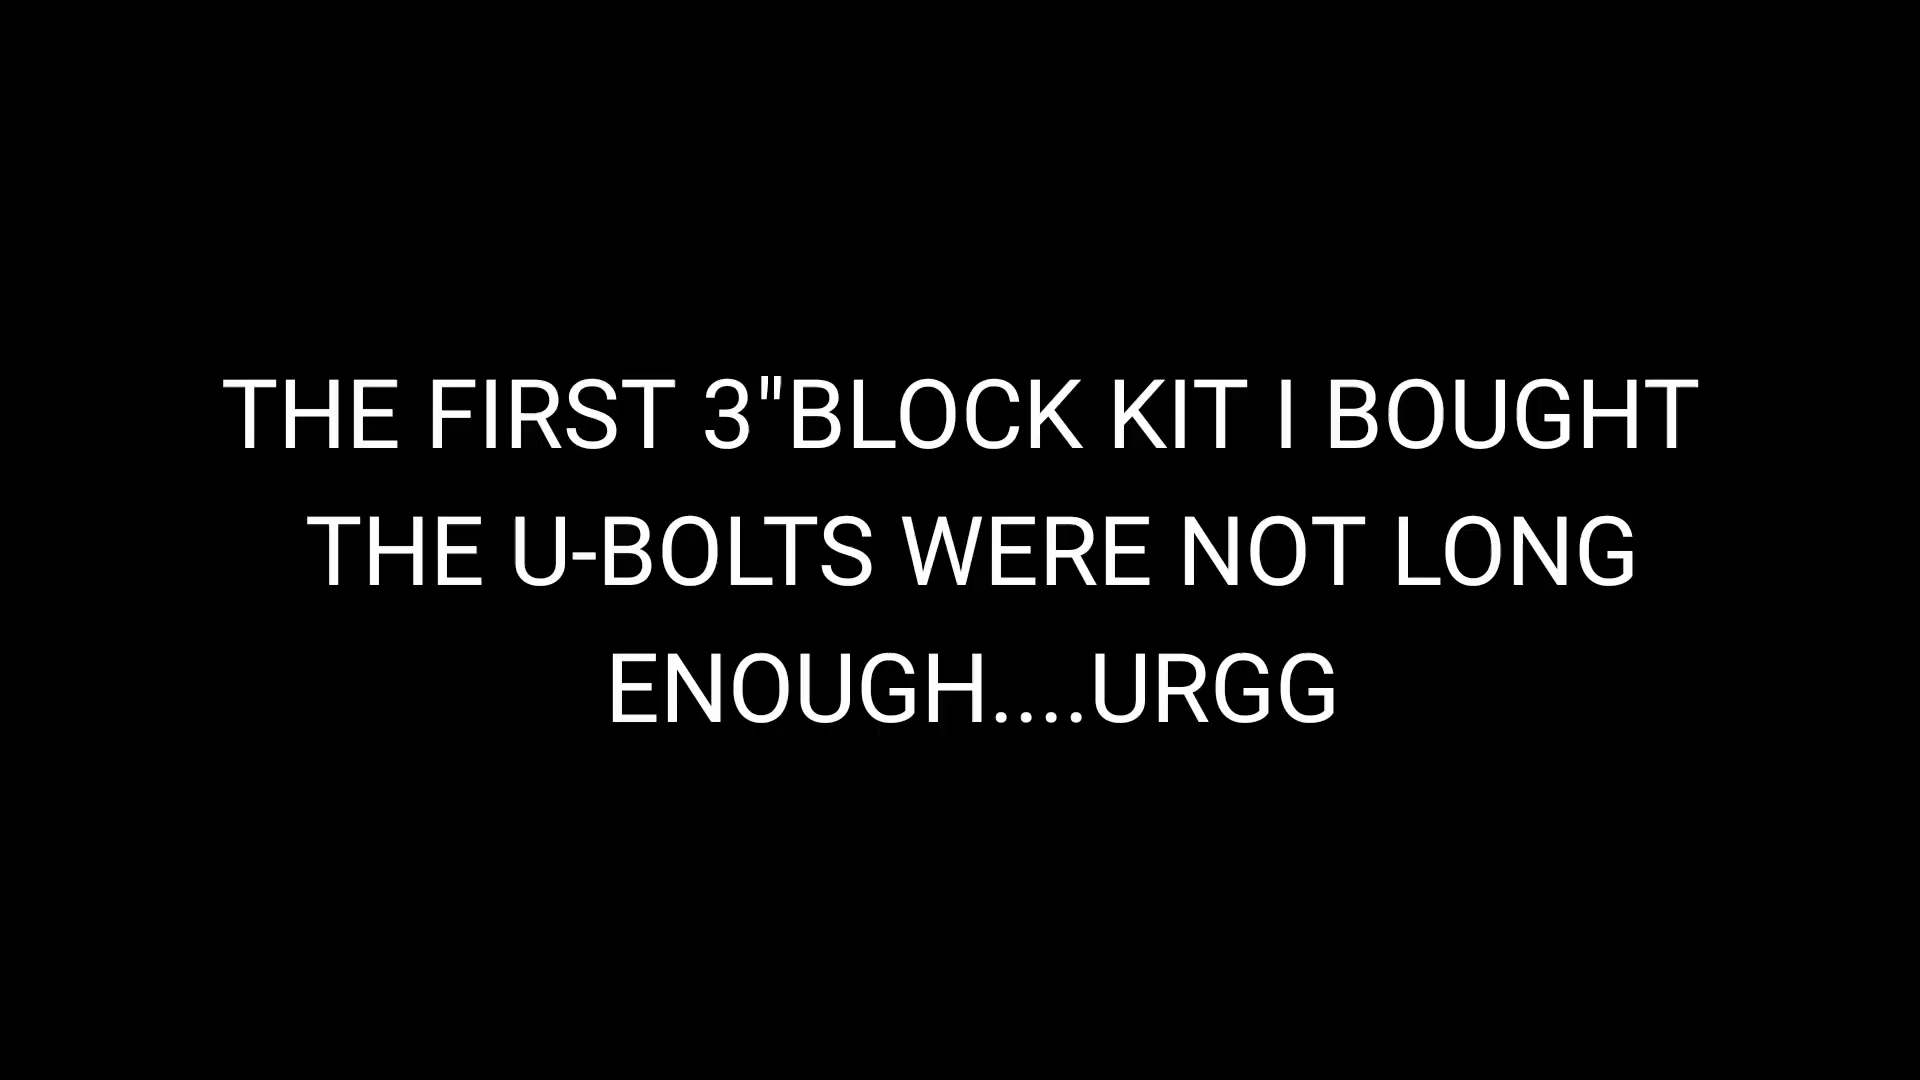 THE FIRST 3"BLOCK KIT I BOUGHT
THE U-BOLTS WERE NOT LONG
ENOUGH....URGG